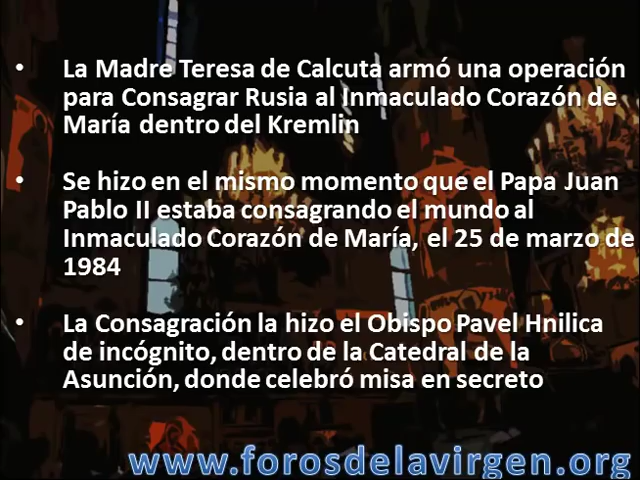 • La Madre Teresa de Calcuta armó una operación
para Consagrar Rusia al Inmaculado Corazón de
María dentro del Kremlin
• Se hizo en el mismo momento que el Papa Juan
Pablo II estaba consagrando el mundo al
Inmaculado Corazón de María, el 25 de marzo de
1984
• La Consagración la hizo el Obispo Pavel Hnilica
de incógnito, dentro de la Catedral de la
Asunción, donde celebró misa en secreto
www.forosdelavirgen.org